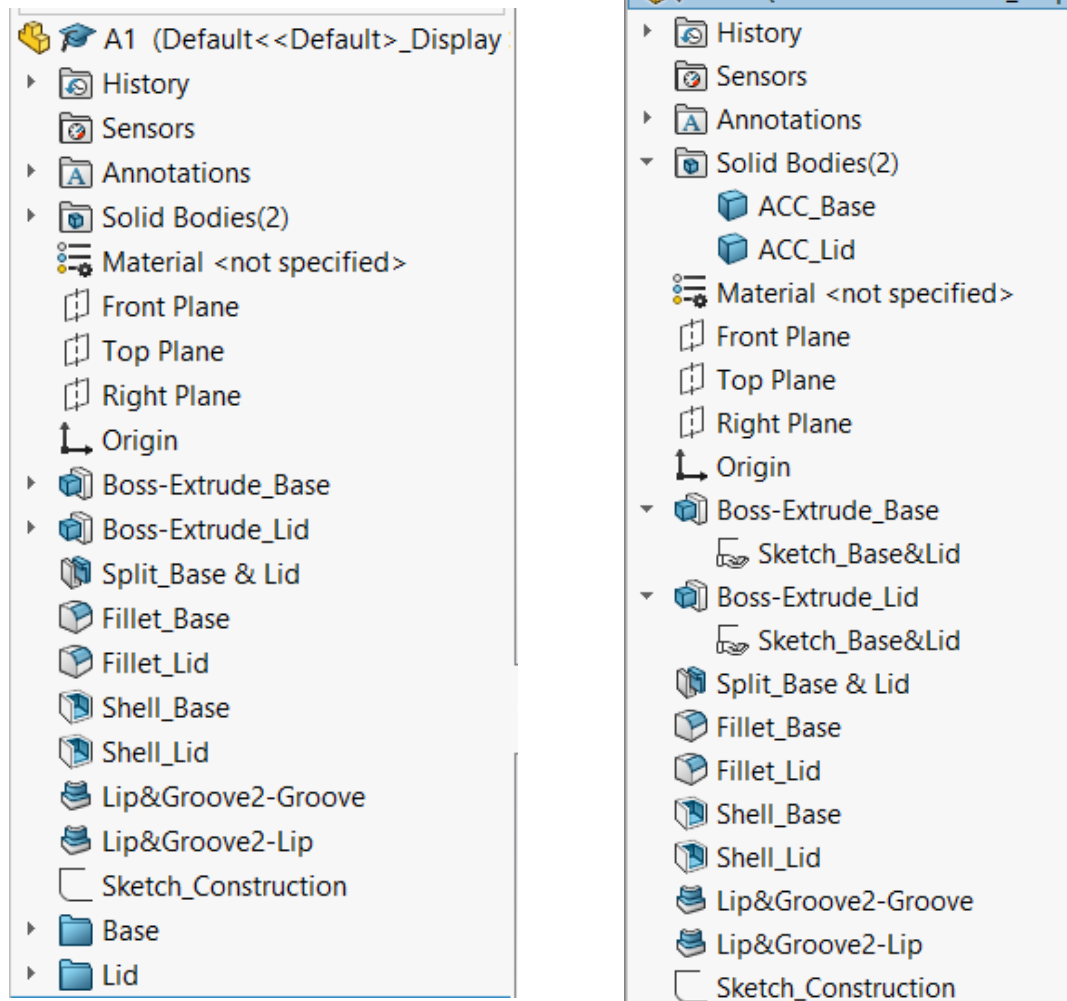 A1 (Default<<Default>_Display
History
Sensors
Annotations
Solid Bodies(2)
Material <not specified>
Front Plane
Top Plane
Right Plane
Origin
Boss-Extrude_Base
Boss-Extrude_Lid
Split_Base & Lid
Fillet_Base
Fillet_Lid
Shell_Base
Shell_Lid
Lip&Groove2-Groove
Lip&Groove2-Lip
Sketch_Construction
Base
Lid
History
Sensors
Annotations
Solid Bodies(2)
ACC_Base
ACC_Lid
Material <not specified>
Front Plane
Top Plane
Right Plane
Origin
Boss-Extrude_Base
Sketch_Base&Lid
Boss-Extrude_Lid
Sketch_Base&Lid
Split_Base & Lid
Fillet_Base
Fillet_Lid
Shell_Base
Shell_Lid
Lip&Groove2-Groove
Lip&Groove2-Lip
Sketch_Construction